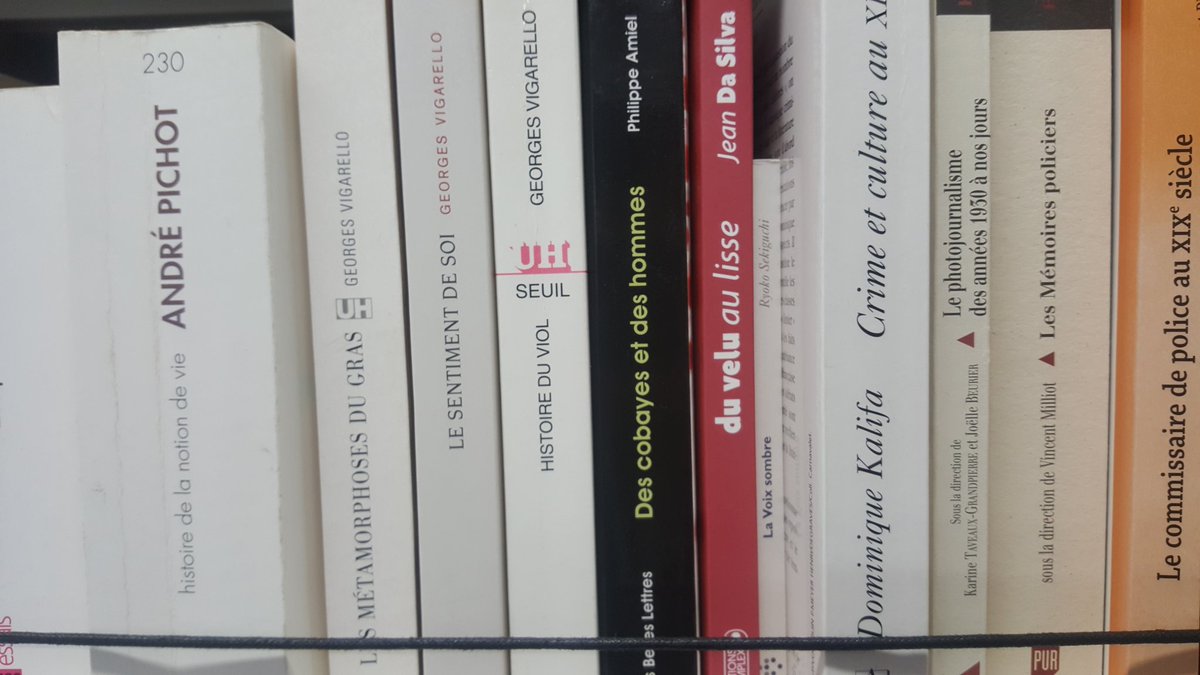 essais
230
histoire de la notion de vie ANDRÉ PICHOT
LES MÉTAMORPHOSES DU GRAS GEORGES VIGARELLO
LE SENTIMENT DE SOI GEORGES VIGARELLO
HISTOIRE DU VIOL
SEUIL
UH
GEORGES VIGARELLO
Belles Lettres Des cobayes et des hommes Philippe Amiel
du velu au lisse Jean Da Silva
La Voix sombre Ryoko Sekiguchi
Dominique Kalifa Crime et culture au XI
Sous la direction de
Karine TAVEAUX-GRANDPIERRE et Joëlle BEURIER
Le photojournalisme
des années 1930 à nos jours
PUR
sous la direction de Vincent Milliot Les Mémoires policiers
Le commissaire de police au XIXe siècle